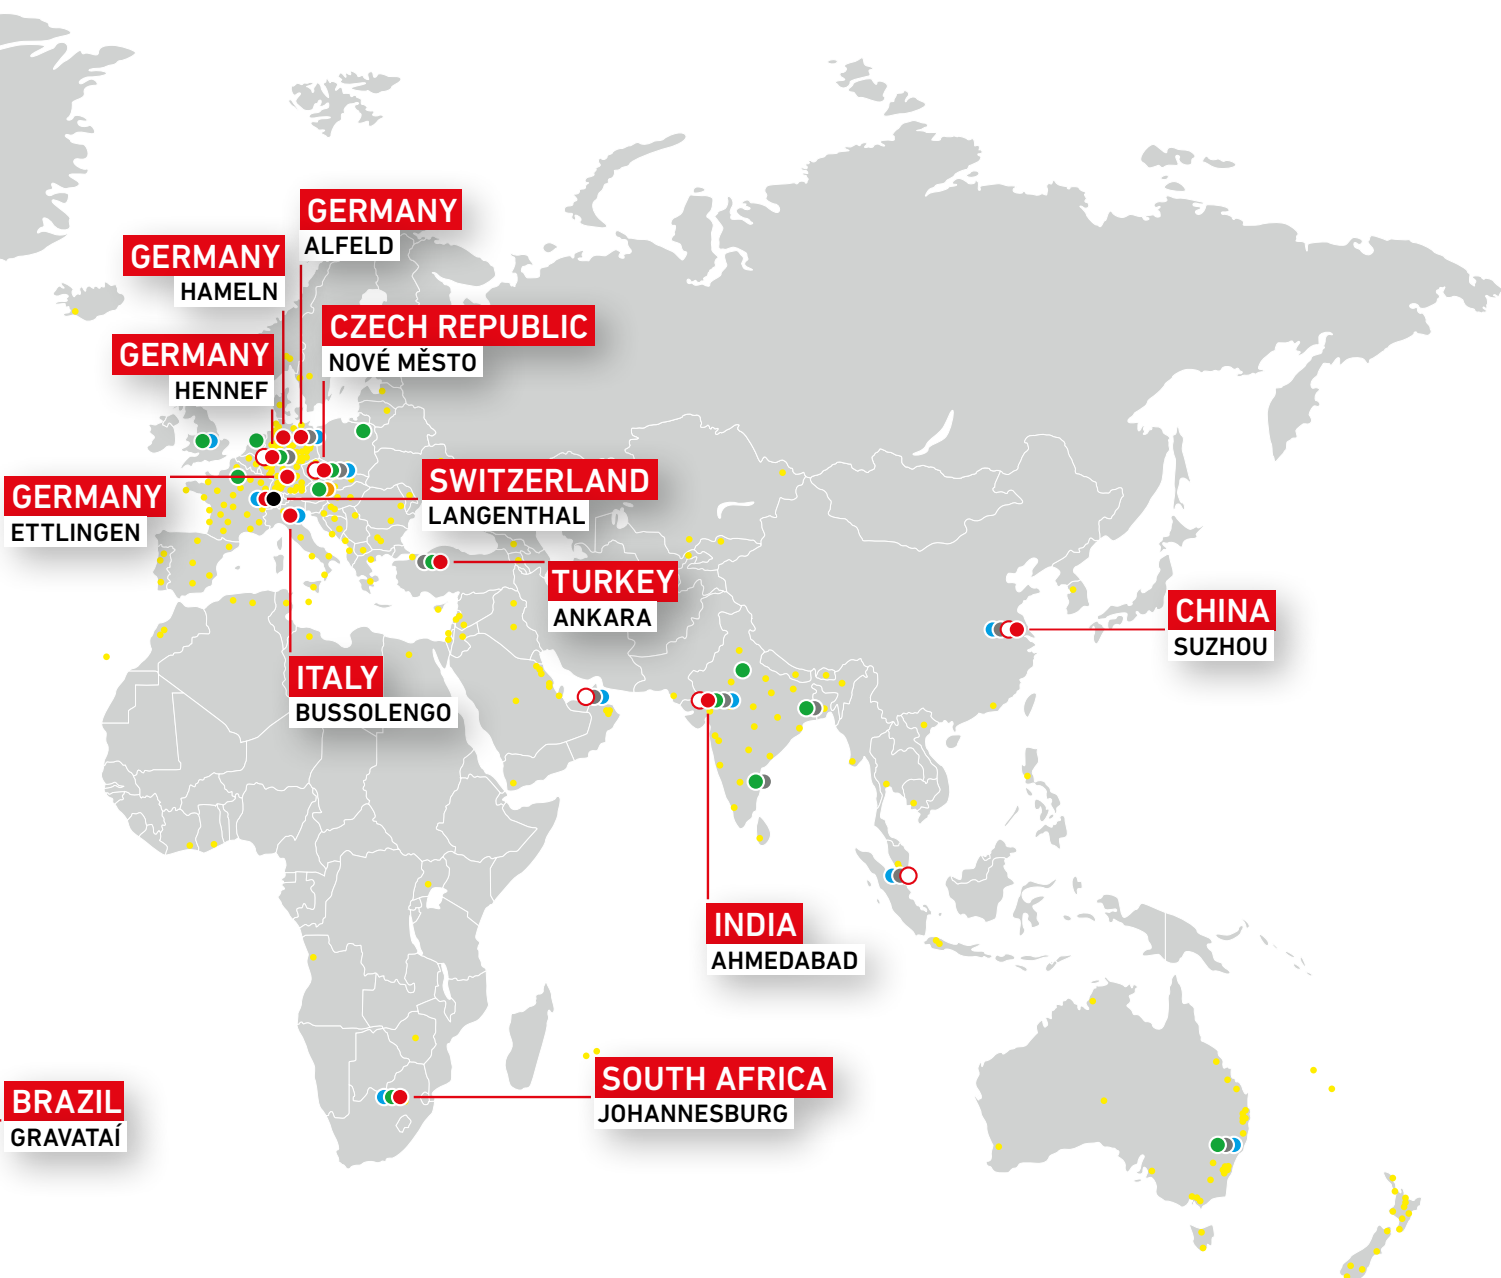 GERMANY
ALFELD
GERMANY
HAMELN
CZECH REPUBLIC
NOVÉ MĚSTO
GERMANY
HENNEF
SWITZERLAND
LANGENTHAL
GERMANY
ETTLINGEN
TURKEY
ANKARA
CHINA
SUZHOU
ITALY
BUSSOLENGO
INDIA
AHMEDABAD
SOUTH AFRICA
JOHANNESBURG
BRAZIL
GRAVATAÍ